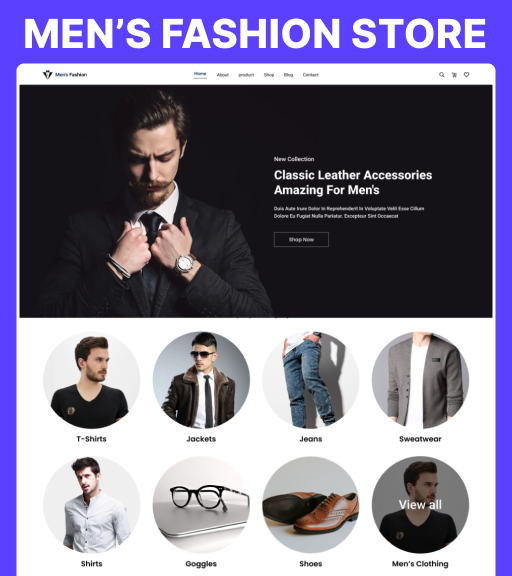 MEN'S FASHION STORE
Men's Fashion
Home About product Shop Blog Contact
New Collection
Classic Leather Accessories
Amazing For Men's
Duis Aute Irure Dolor In Reprehenderit In Voluptate Velit Esse Cillum
Dolore Eu Fugiat Nulla Pariatur. Excepteur Sint Occaecat
Shop Now
T-Shirts Jackets Jeans Sweatwear
View all
Shirts Goggles Shoes Men's Clothing